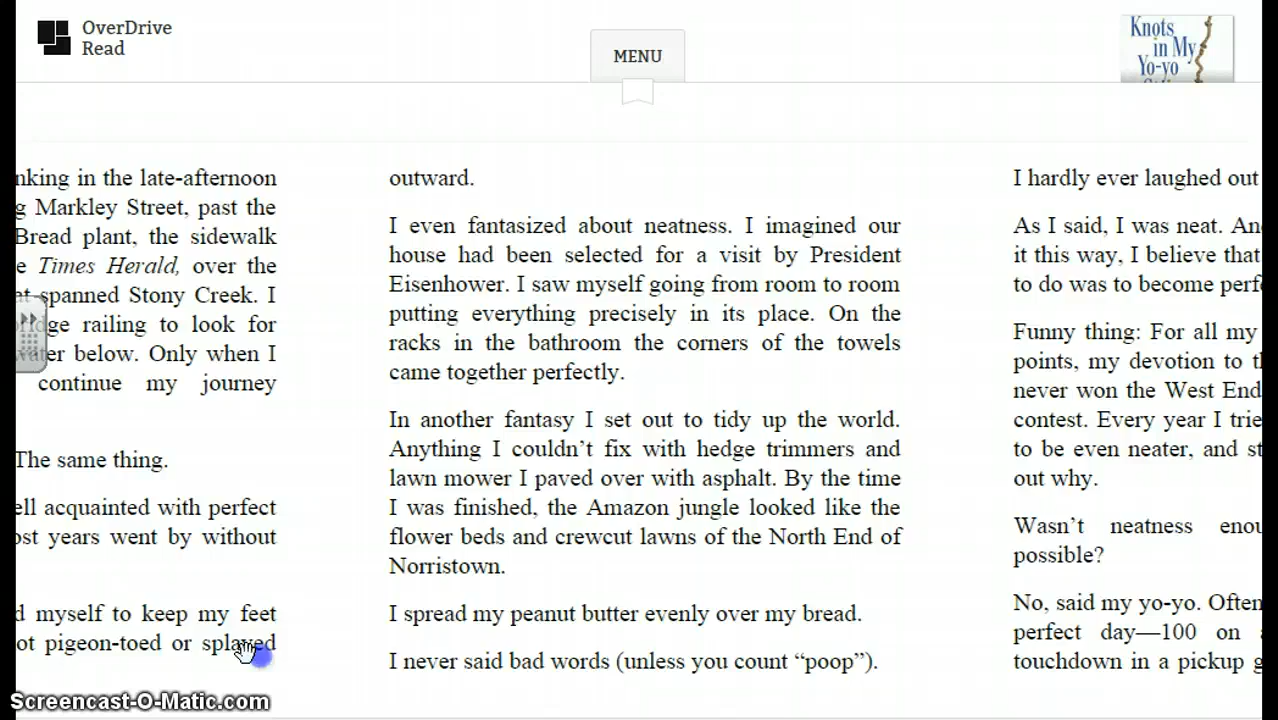 OverDrive
Read
MENU
Knots
in My
Yo-yo
nking in the late-afternoon
g Markley Street, past the
Bread plant, the sidewalk
e Times Herald, over the
at spanned Stony Creek. I
ridge railing to look for
water below. Only when I
continue my journey
The same thing.
ell acquainted with perfect
ost years went by without
d myself to keep my feet
ot pigeon-toed or splayed
outward.
I even fantasized about neatness. I imagined our
house had been selected for a visit by President
Eisenhower. I saw myself going from room to room
putting everything precisely in its place. On the
racks in the bathroom the corners of the towels
came together perfectly.
In another fantasy I set out to tidy up the world.
Anything I couldn’t fix with hedge trimmers and
lawn mower I paved over with asphalt. By the time
I was finished, the Amazon jungle looked like the
flower beds and crewcut lawns of the North End of
Norristown.
I spread my peanut butter evenly over my bread.
I never said bad words (unless you count “poop”).
I hardly ever laughed out
As I said, I was neat. An
it this way, I believe that
to do was to become perf
Funny thing: For all my
points, my devotion to t
never won the West End
contest. Every year I trie
to be even neater, and st
out why.
Wasn’t neatness enou
possible?
No, said my yo-yo. Often
perfect day—100 on a
touchdown in a pickup g
Screencast-O-Matic.com